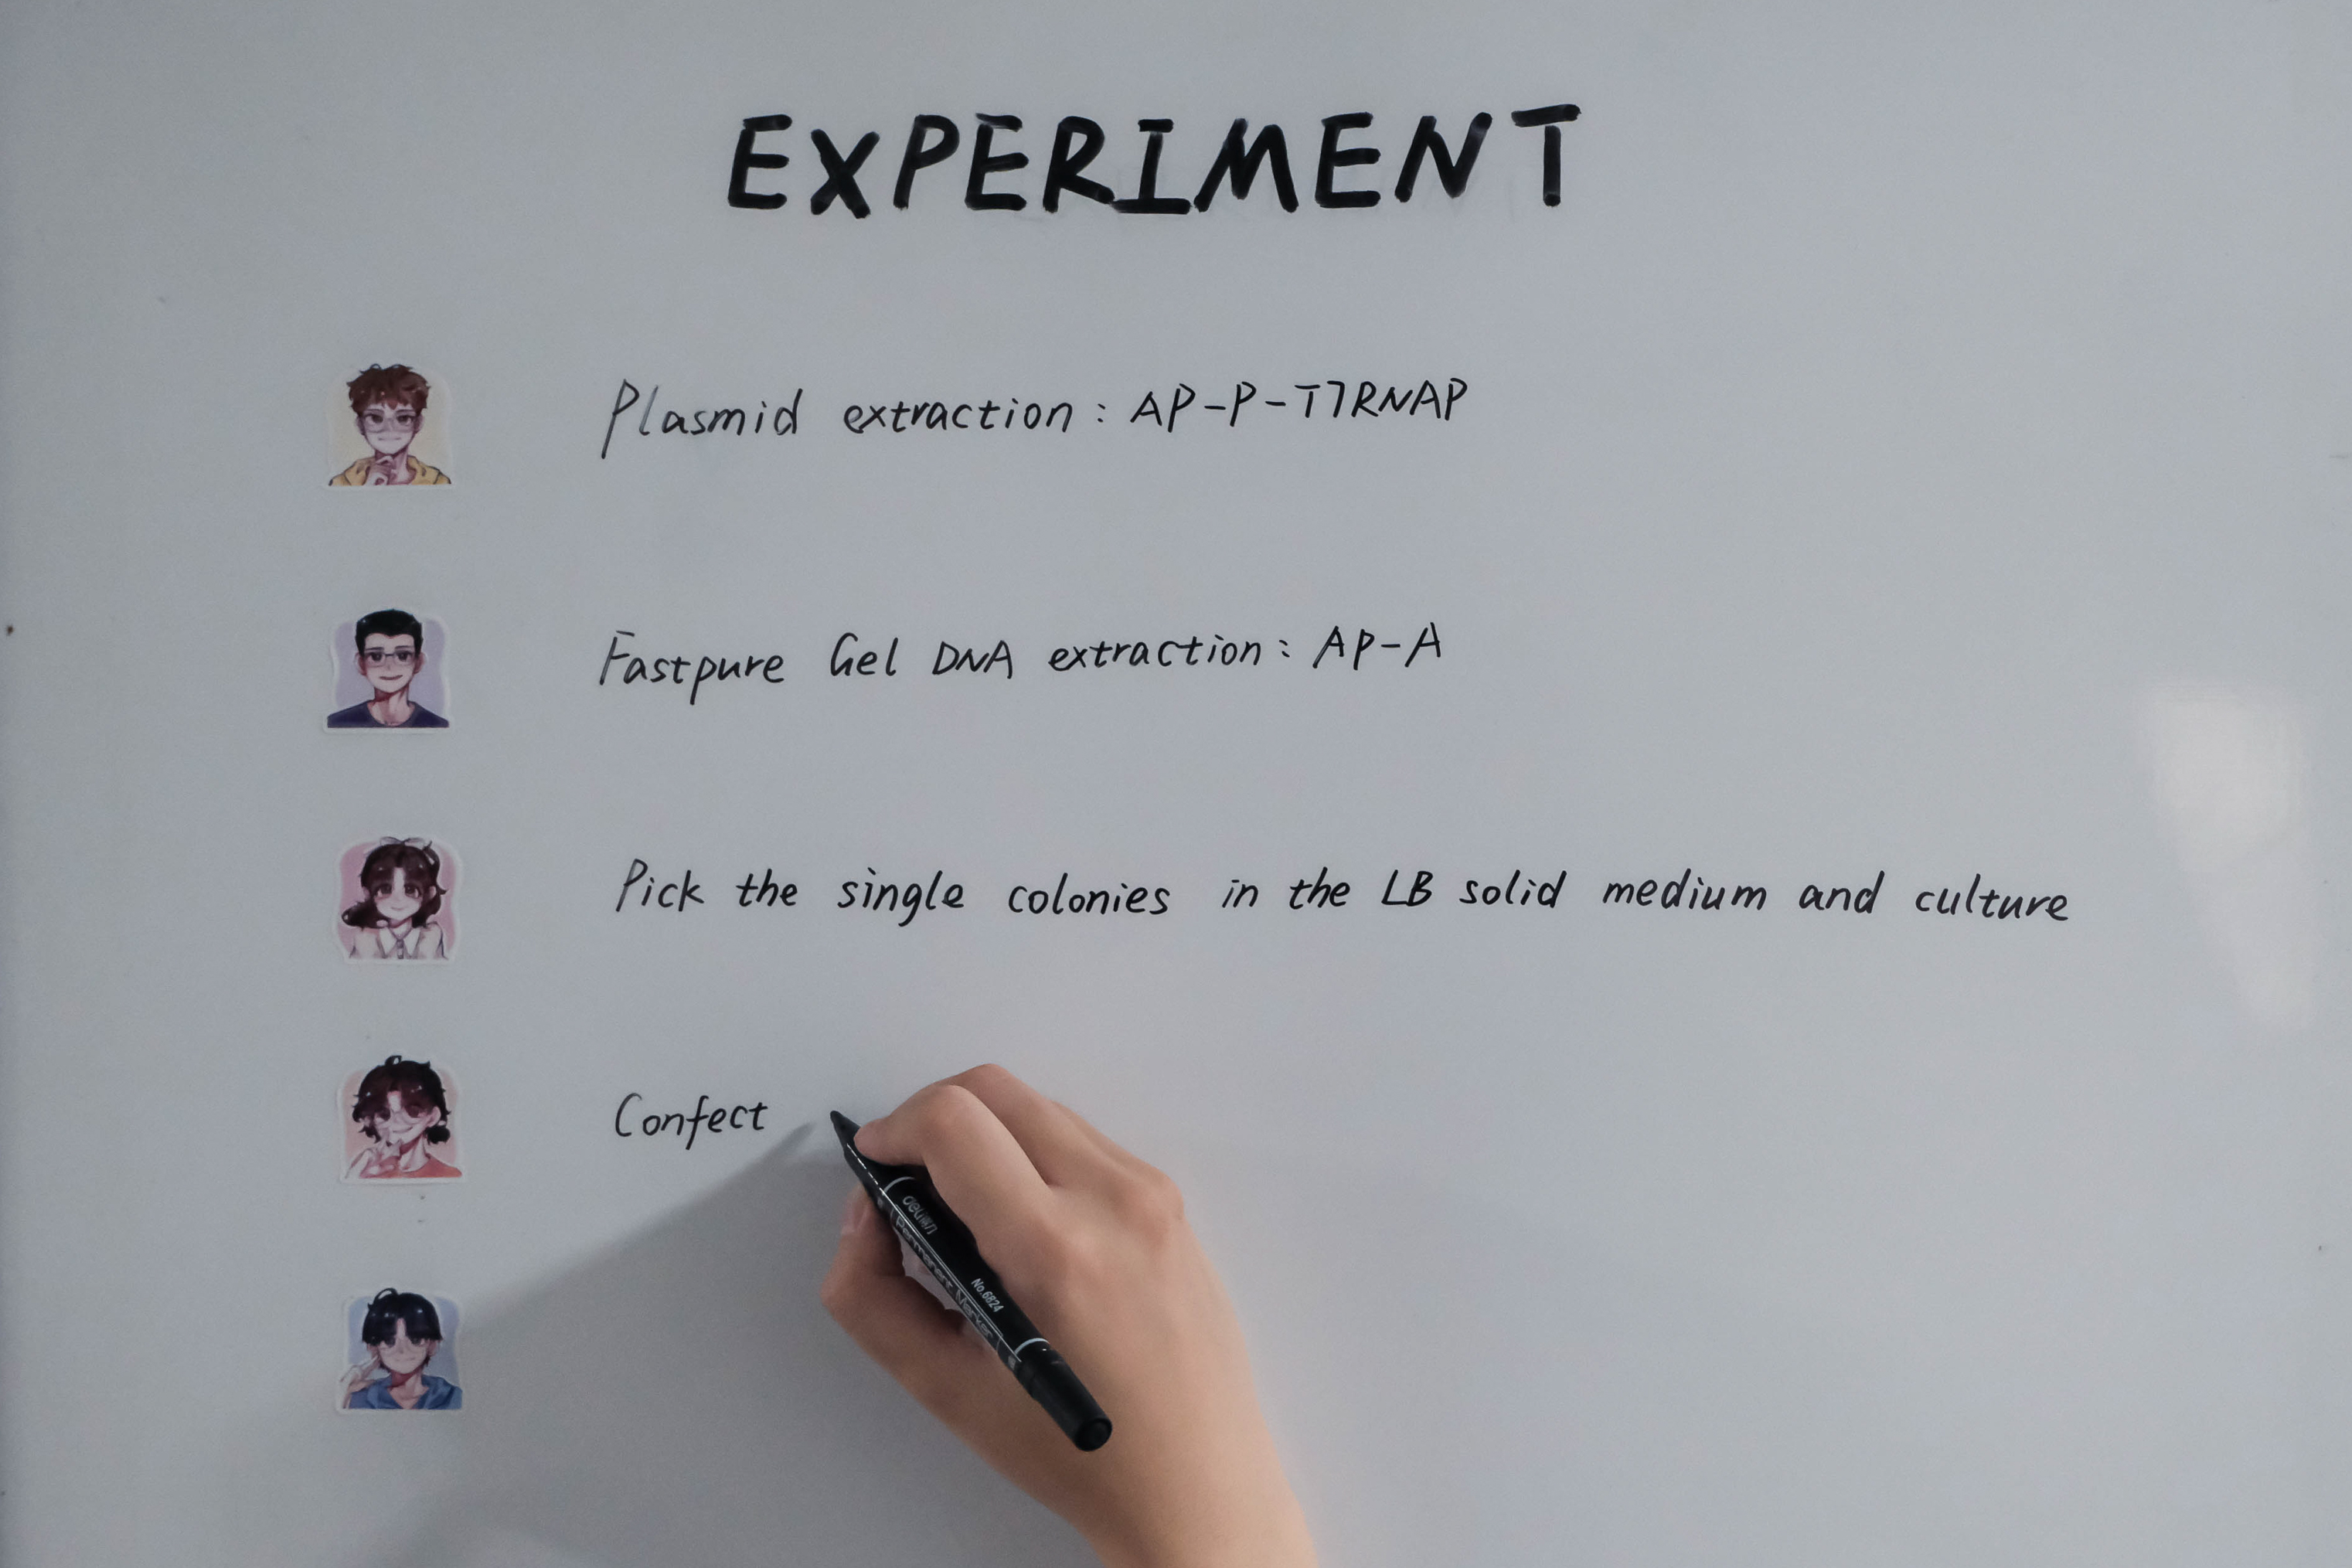 EXPERIMENT
Plasmid extraction: AP-P-T7RNAP
Fastpure Gel DNA extraction: AP-A
Pick the single colonies in the LB solid medium and culture
Confect
deli
Permanent Marker
No.6824